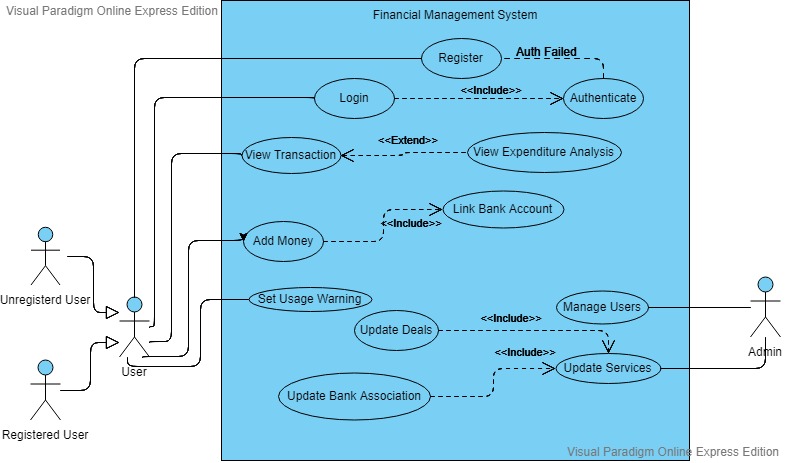 Visual Paradigm Online Express Edition
Financial Management System
Register
Auth Failed
Login
<<Include>>
Authenticate
View Transaction
<<Extend>>
View Expenditure Analysis
Link Bank Account
<<Include>>
Add Money
Unregisterd User
Set Usage Warning
Manage Users
Update Deals
<<Include>>
User
Admin
<<Include>>
Update Services
Update Bank Association
Registered User
Visual Paradigm Online Express Edition